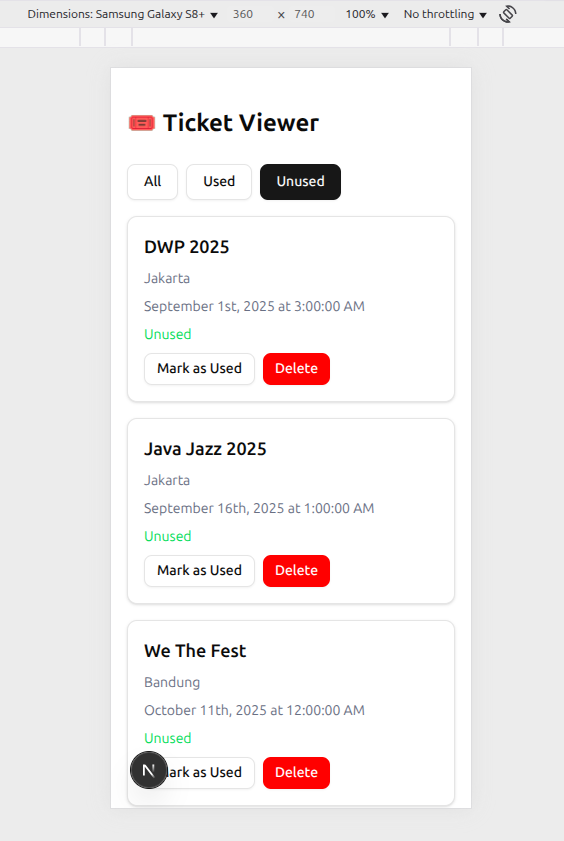 Dimensions: Samsung Galaxy S8+ 360 x 740 100% No throttling
Ticket Viewer
All Used Unused
DWP 2025
Jakarta
September 1st, 2025 at 3:00:00 AM
Unused
Mark as Used Delete
Java Jazz 2025
Jakarta
September 16th, 2025 at 1:00:00 AM
Unused
Mark as Used Delete
We The Fest
Bandung
October 11th, 2025 at 12:00:00 AM
Unused
N ark as Used Delete